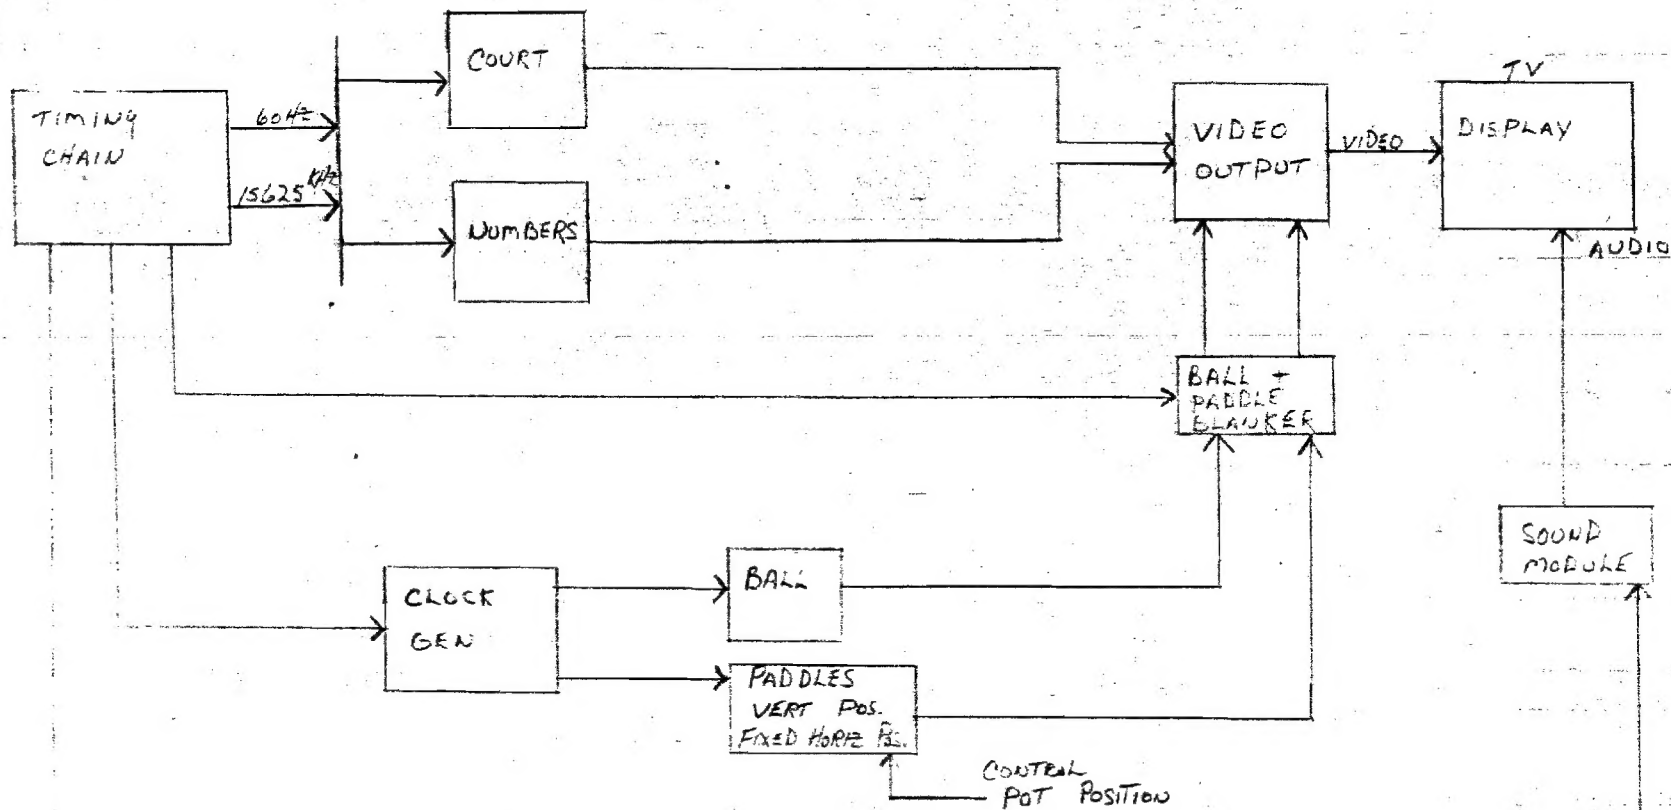 TIMING
CHAIN
60HZ
15625 KHZ
COURT
NUMBERS
VIDEO
OUTPUT
VIDEO
TV
DISPLAY
AUDIO
BALL +
PADDLE
BLANKER
SOUND
MODULE
CLOCK
GEN
BALL
PADDLES
VERT POS.
FIXED HORIZ POS.
CONTROL
POT POSITION